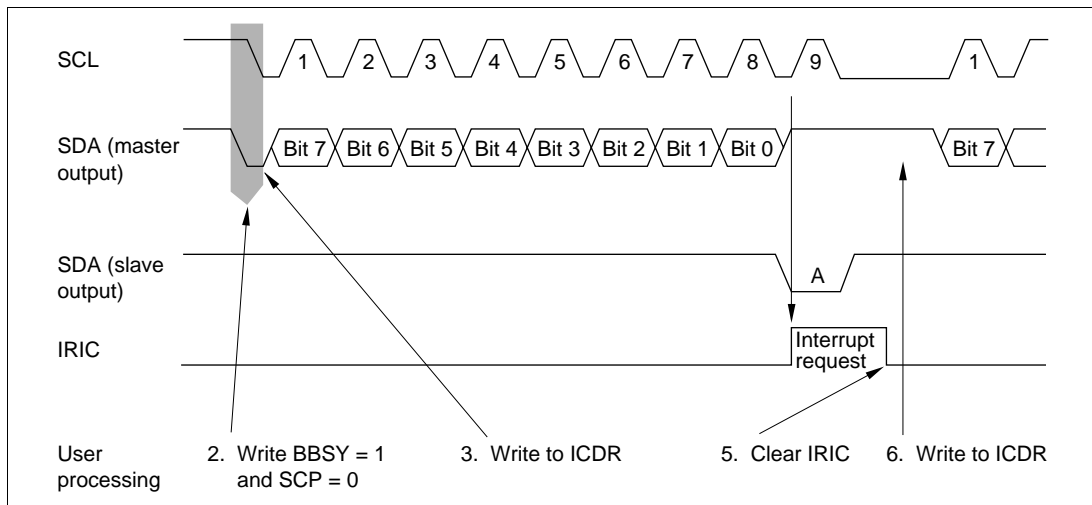 SCL
1 2 3 4 5 6 7 8 9 1
SDA (master
output)
Bit 7 Bit 6 Bit 5 Bit 4 Bit 3 Bit 2 Bit 1 Bit 0 Bit 7
SDA (slave
output)
A
IRIC
Interrupt
request
User
processing
2. Write BBSY = 1
and SCP = 0
3. Write to ICDR
5. Clear IRIC
6. Write to ICDR